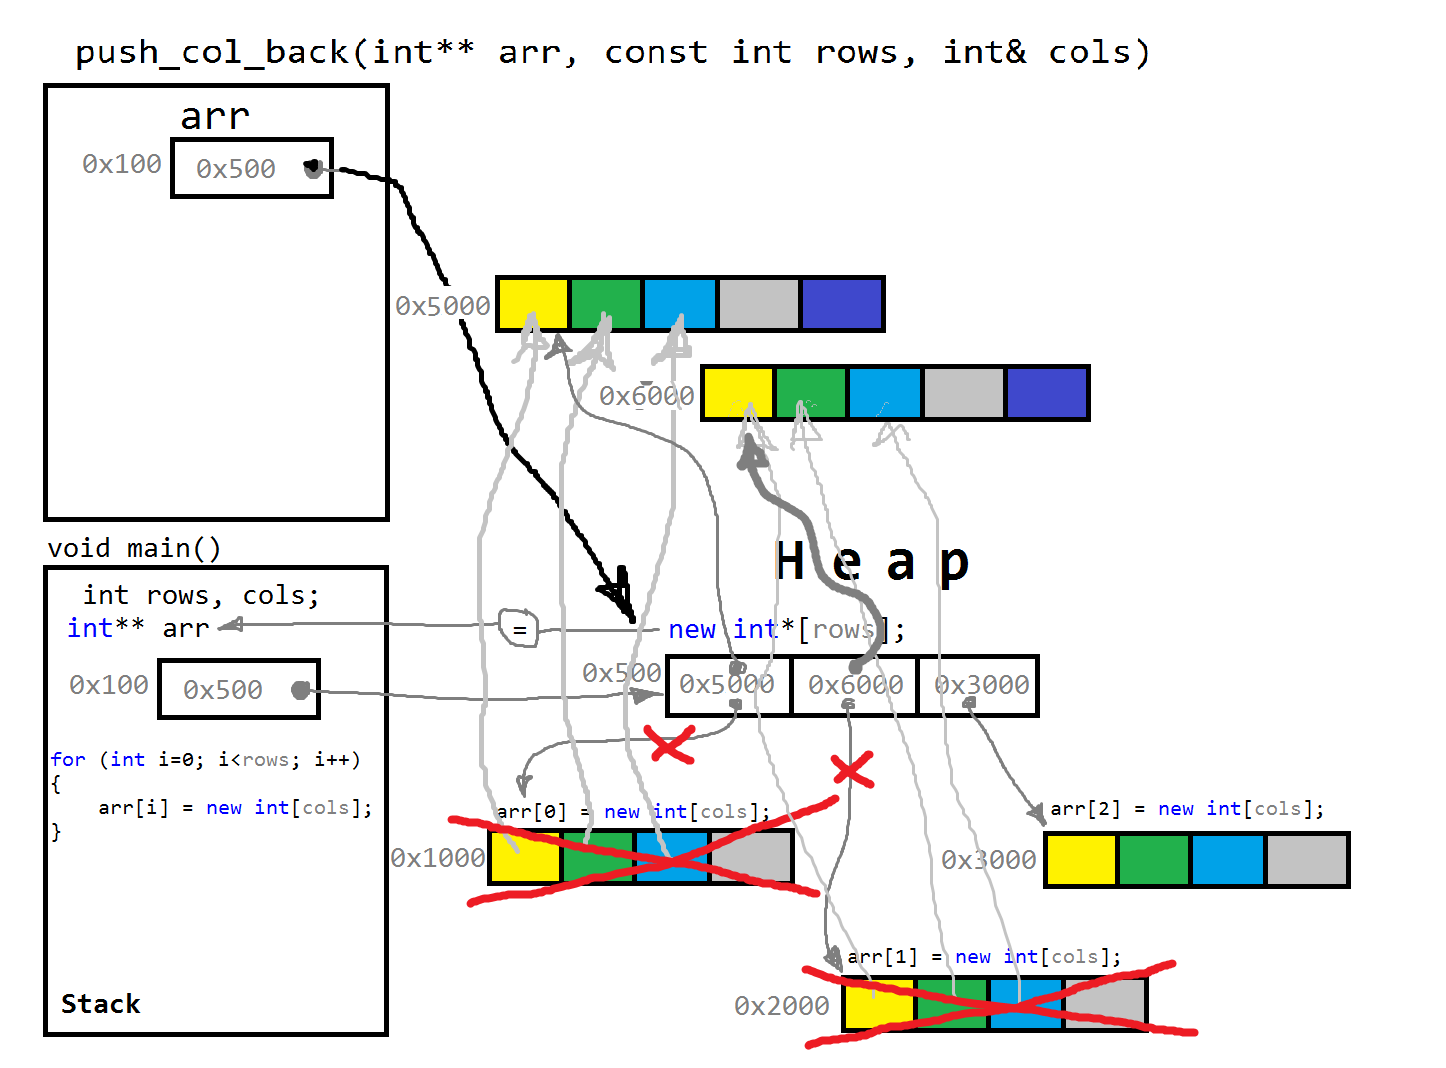 push_col_back(int** arr, const int rows, int& cols)
arr
0x100
0x500
0x5000
0x6000
Heap
void main()
int rows, cols;
int** arr
=
new int*[rows];
0x100
0x500
0x500
0x5000
0x6000
0x3000
for (int i=0; i<rows; i++)
{
arr[i] = new int[cols];
}
arr[0] = new int[cols];
0x1000
arr[2] = new int[cols];
0x3000
arr[1] = new int[cols];
0x2000
Stack